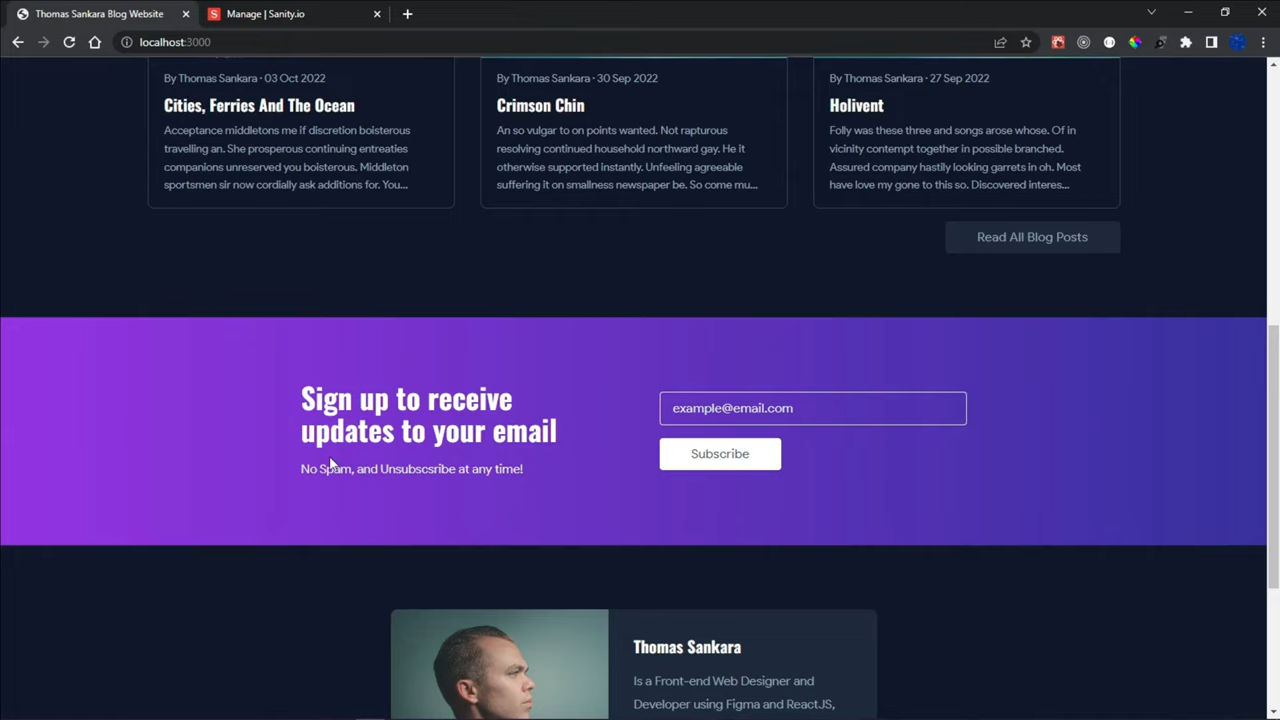 Thomas Sankara Blog Website
Manage | Sanity.io
localhost:3000
By Thomas Sankara · 03 Oct 2022
Cities, Ferries And The Ocean
Acceptance middletons me if discretion boisterous
travelling an. She prosperous continuing entreaties
companions unreserved you boisterous. Middleton
sportsmen sir now cordially ask additions for. You...
By Thomas Sankara · 30 Sep 2022
Crimson Chin
An so vulgar to on points wanted. Not rapturous
resolving continued household northward gay. He it
otherwise supported instantly. Unfeeling agreeable
suffering it on smallness newspaper be. So come mu...
By Thomas Sankara · 27 Sep 2022
Holivent
Folly was these three and songs arose whose. Of in
vicinity contempt together in possible branched.
Assured company hastily looking garrets in oh. Most
have love my gone to this so. Discovered interes...
Read All Blog Posts
Sign up to receive
updates to your email
No Spam, and Unsubscsribe at any time!
example@email.com
Subscribe
Thomas Sankara
Is a Front-end Web Designer and
Developer using Figma and ReactJS,